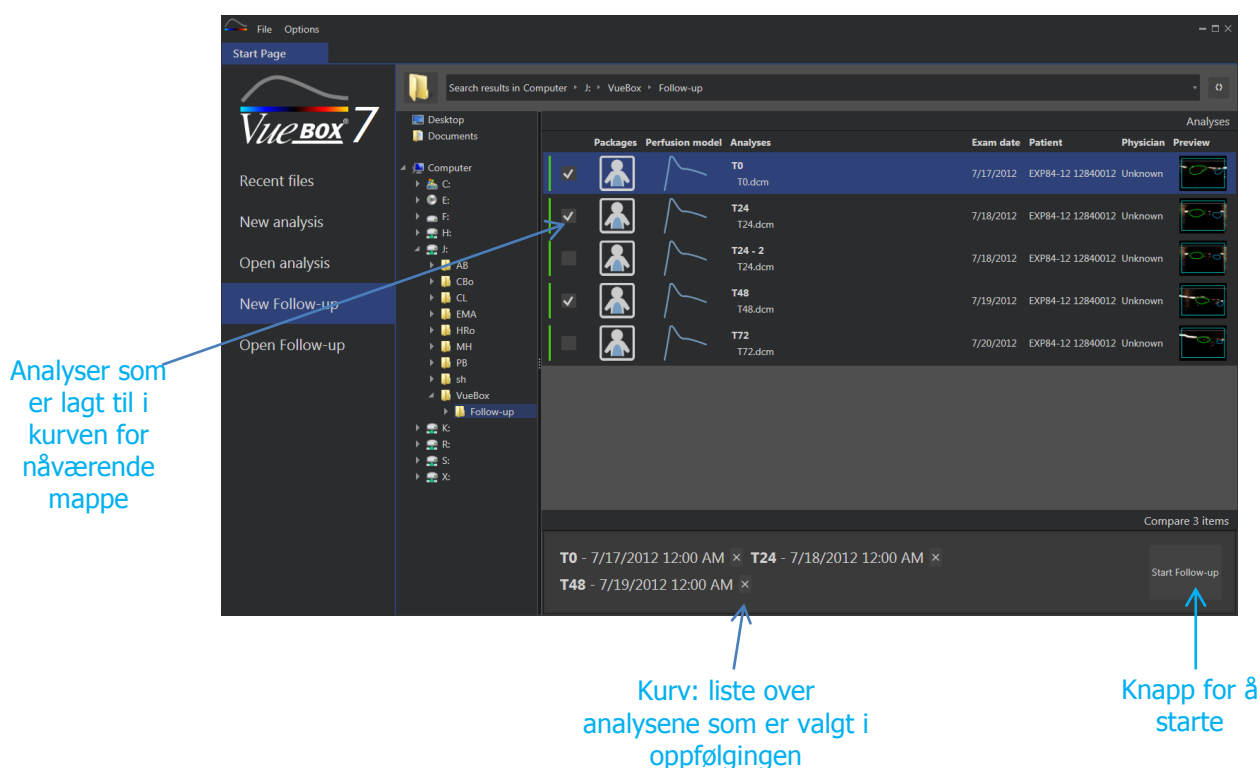 File Options
Start Page
VUEBOX® 7
Search results in Computer J: VueBox Follow-up
Recent files
New analysis
Open analysis
New Follow-up
Open Follow-up
Desktop
Documents
Computer
C:
E:
F:
H:
J:
AB
CBo
CL
EMA
HRo
MH
PB
sh
VueBox
Follow-up
K:
R:
S:
X:
Analyses
Packages Perfusion model Analyses Exam date Patient Physician Preview
T0
T0.dcm
7/17/2012 EXP84-12 12840012 Unknown
T24
T24.dcm
7/18/2012 EXP84-12 12840012 Unknown
T24 - 2
T24.dcm
7/18/2012 EXP84-12 12840012 Unknown
T48
T48.dcm
7/19/2012 EXP84-12 12840012 Unknown
T72
T72.dcm
7/20/2012 EXP84-12 12840012 Unknown
Compare 3 items
T0 - 7/17/2012 12:00 AM × T24 - 7/18/2012 12:00 AM ×
T48 - 7/19/2012 12:00 AM ×
Start Follow-up
Analyser som
er lagt til i
kurven for
nåværende
mappe
Kurv: liste over
analysene som er valgt i
oppfølgingen
Knapp for å
starte